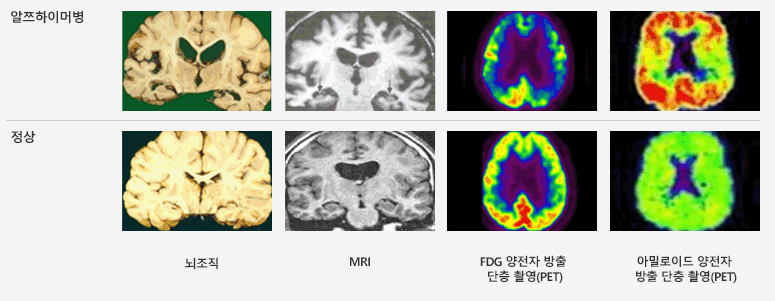 알쯔하이머병
정상
뇌조직
MRI
FDG 양전자 방출
단층 촬영(PET)
아밀로이드 양전자
방출 단층 촬영(PET)